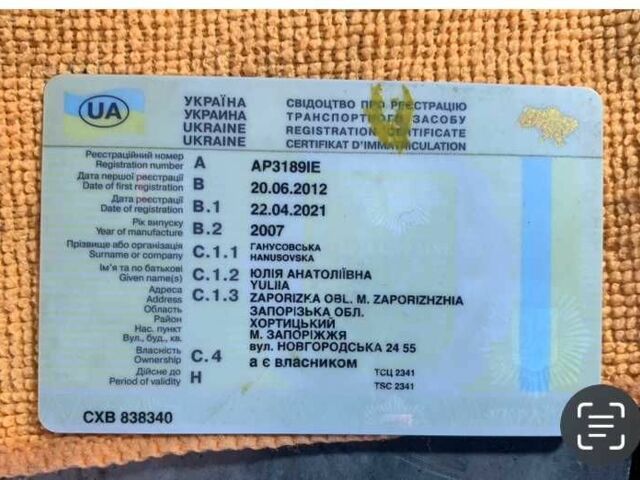 UA
УКРАЇНА
УКРАИНА
UKRAINE
UKRAINE
СВІДОЦТВО ПРО РЕЄСТРАЦІЮ
ТРАНСПОРТНОГО ЗАСОБУ
REGISTRATION CERTIFICATE
CERTIFIKAT D'IMMATRICULATION
Реєстраційний номер
Registration number A AP3189IE
Дата першої реєстрації
Date of first registration B 20.06.2012
Дата реєстрації
Date of registration B.1 22.04.2021
Рік випуску
Year of manufacture B.2 2007
Прізвище або організація
Surname or company C.1.1 ГАНУСОВСЬКА
HANUSOVSKA
Ім'я та по батькові
Given name(s) C.1.2 ЮЛІЯ АНАТОЛІЇВНА
YULIIA
Адреса
Address C.1.3 ZAPORIZKA OBL. M. ZAPORIZHZHIA
Область ЗАПОРІЗЬКА ОБЛ.
Район ХОРТИЦЬКИЙ
Нас. пункт М. ЗАПОРІЖЖЯ
Вул., буд., кв. вул. НОВГОРОДСЬКА 24 55
Власність
Ownership C.4 а є власником
Дійсне до
Period of validity H
ТСЦ 2341
TSC 2341
СХВ 838340